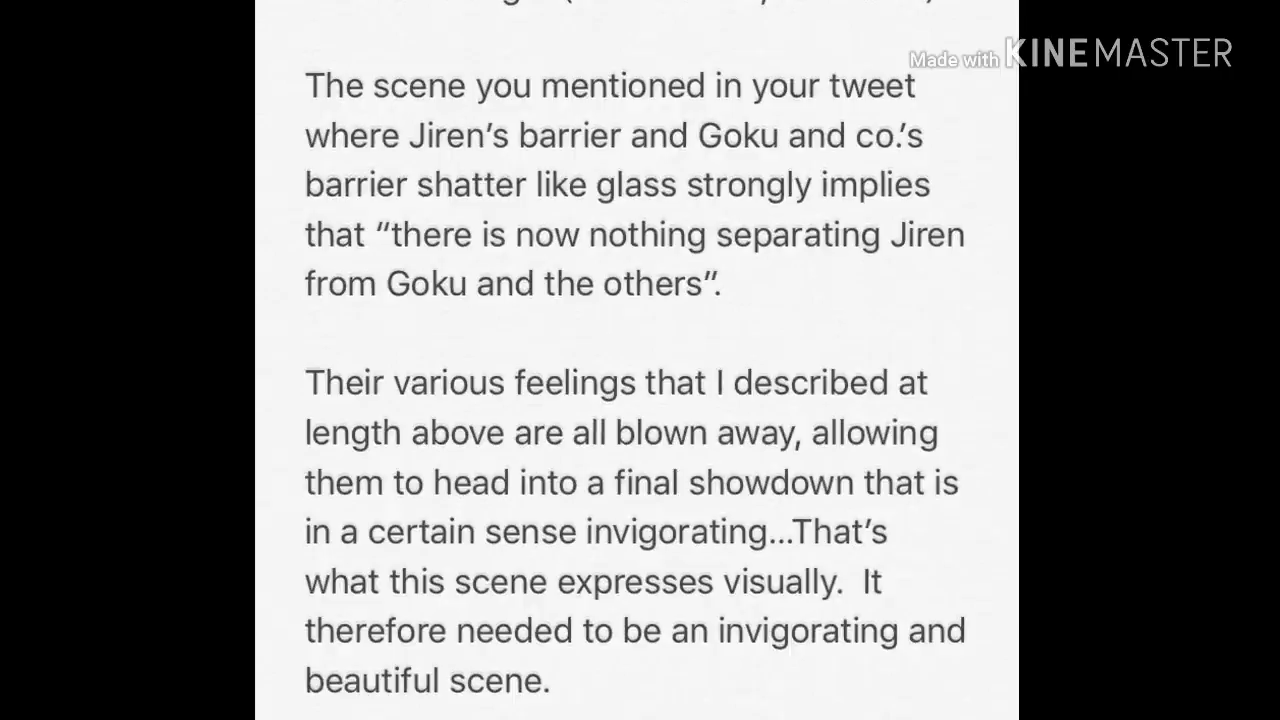 Made with KINEMASTER
The scene you mentioned in your tweet
where Jiren’s barrier and Goku and co.’s
barrier shatter like glass strongly implies
that “there is now nothing separating Jiren
from Goku and the others”.
Their various feelings that I described at
length above are all blown away, allowing
them to head into a final showdown that is
in a certain sense invigorating...That’s
what this scene expresses visually.  It
therefore needed to be an invigorating and
beautiful scene.